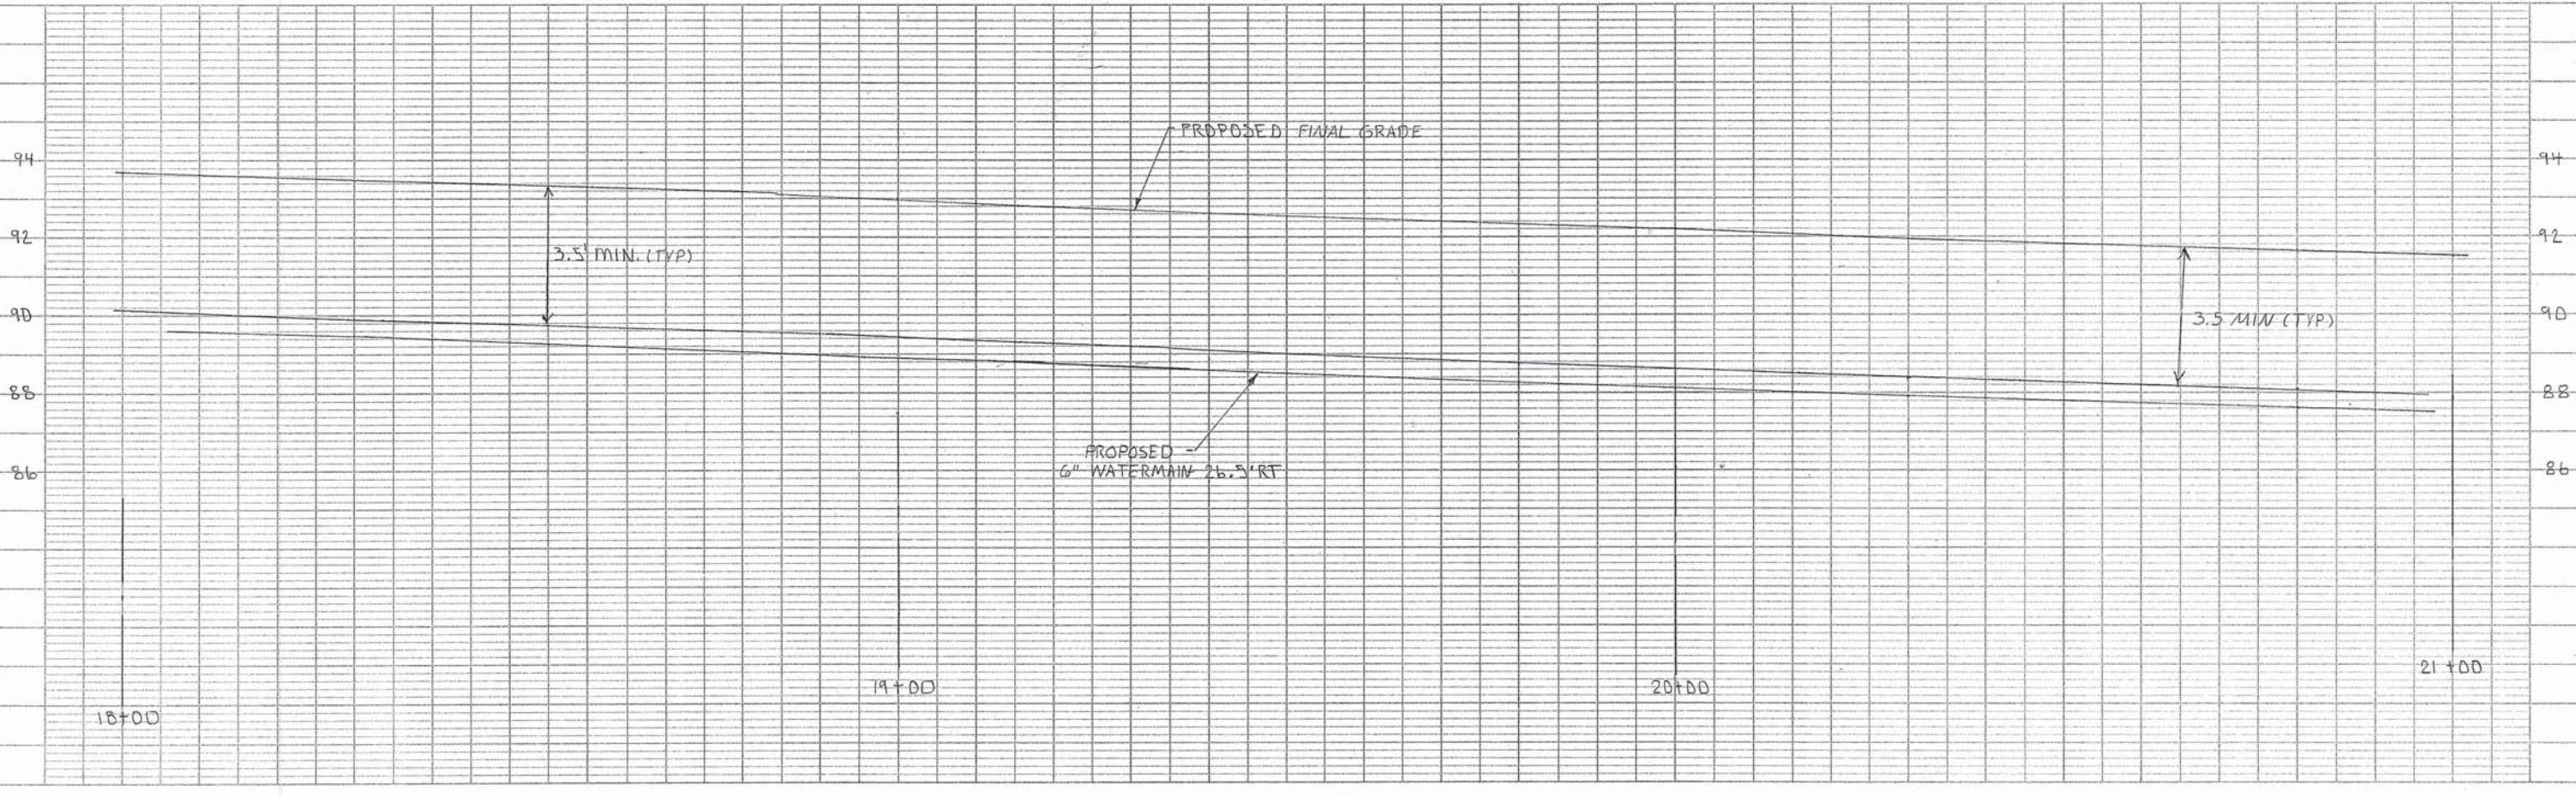 PROPOSED FINAL GRADE
94
94
92
92
3.5' MIN. (TYP)
90
90
3.5 MIN (TYP)
88
88
PROPOSED
6" WATERMAIN 26.5' RT
86
86
18+00
19+00
20+00
21+00